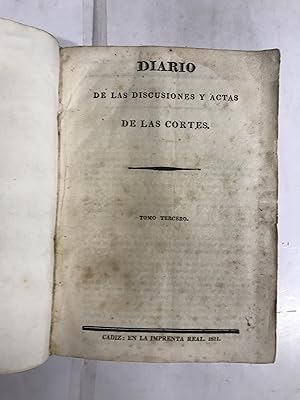 DIARIO
DE LAS DISCUSIONES Y ACTAS
DE LAS CORTES.
TOMO TERCERO.
CADIZ: EN LA IMPRENTA REAL. 1811.